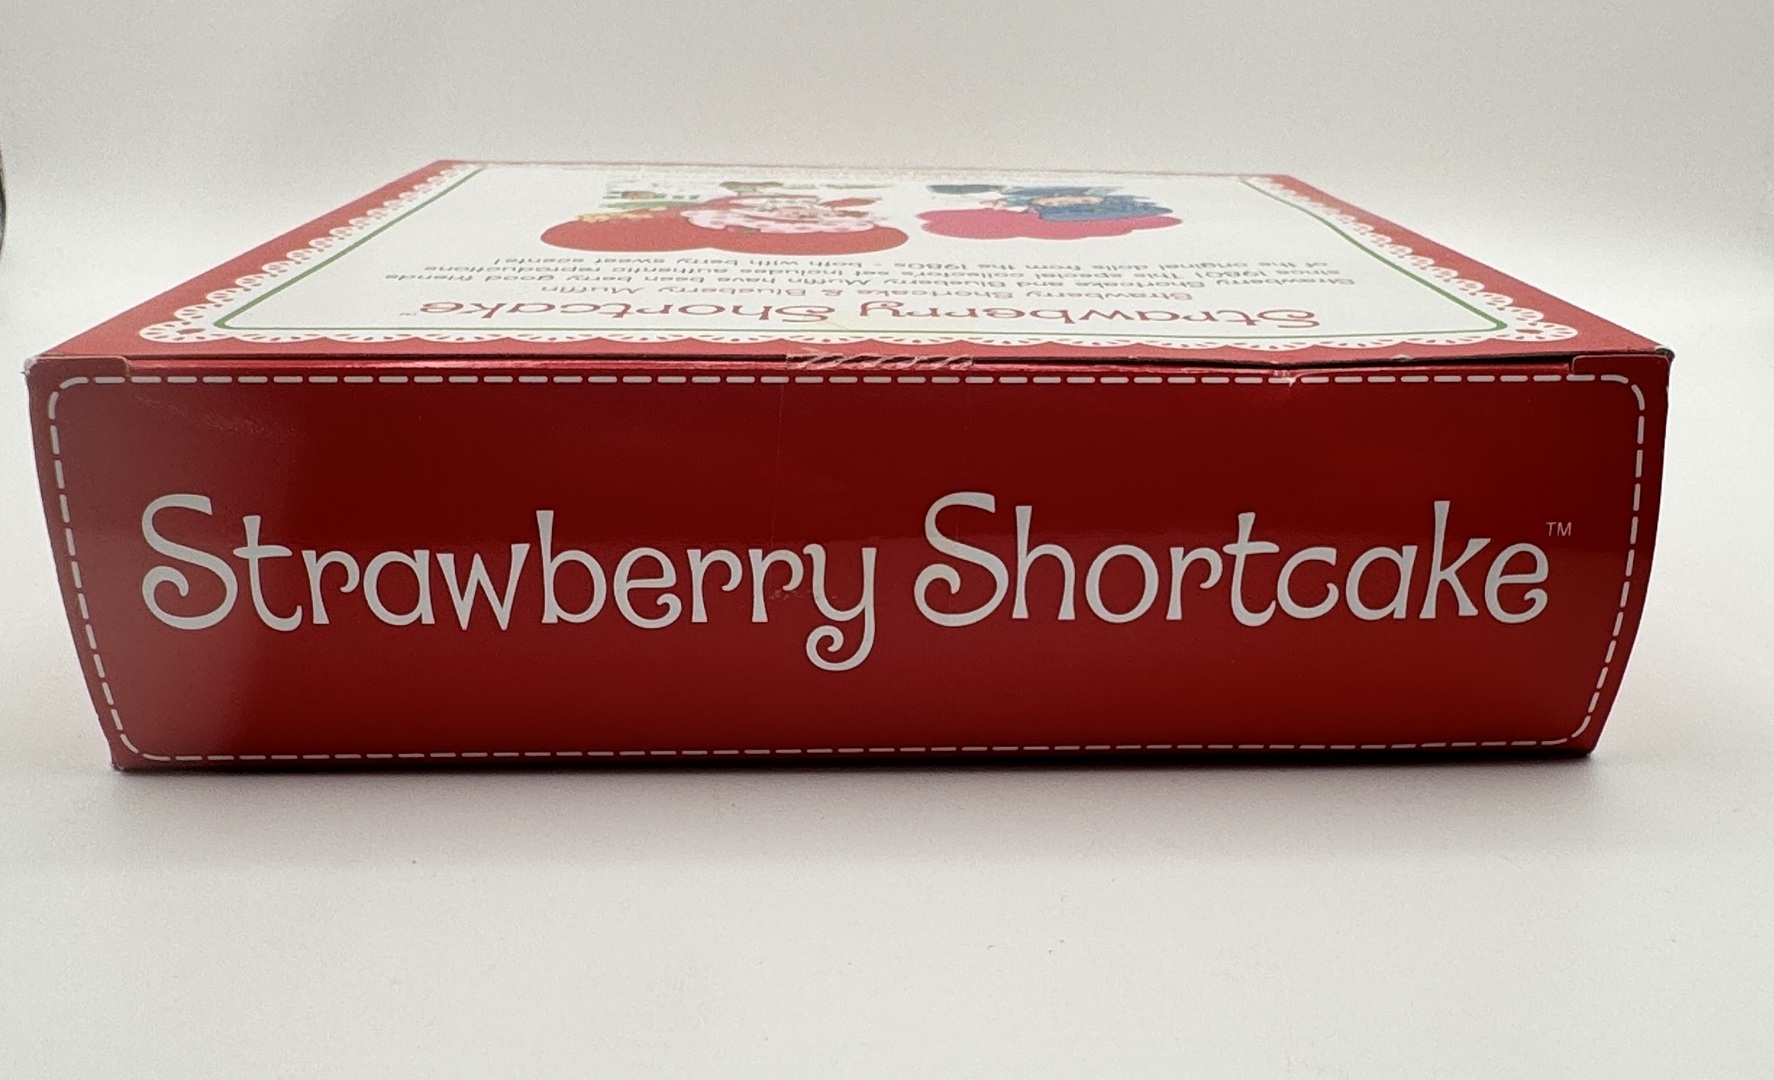 Strawberry Shortcake™
Strawberry Shortcake™
Strawberry Shortcake & Blueberry Muffin
Strawberry Shortcake and Blueberry Muffin have been berry good friends
since 1980! This special collector's set includes authentic reproductions
of the original dolls from the 1980s - both with berry sweet scents!